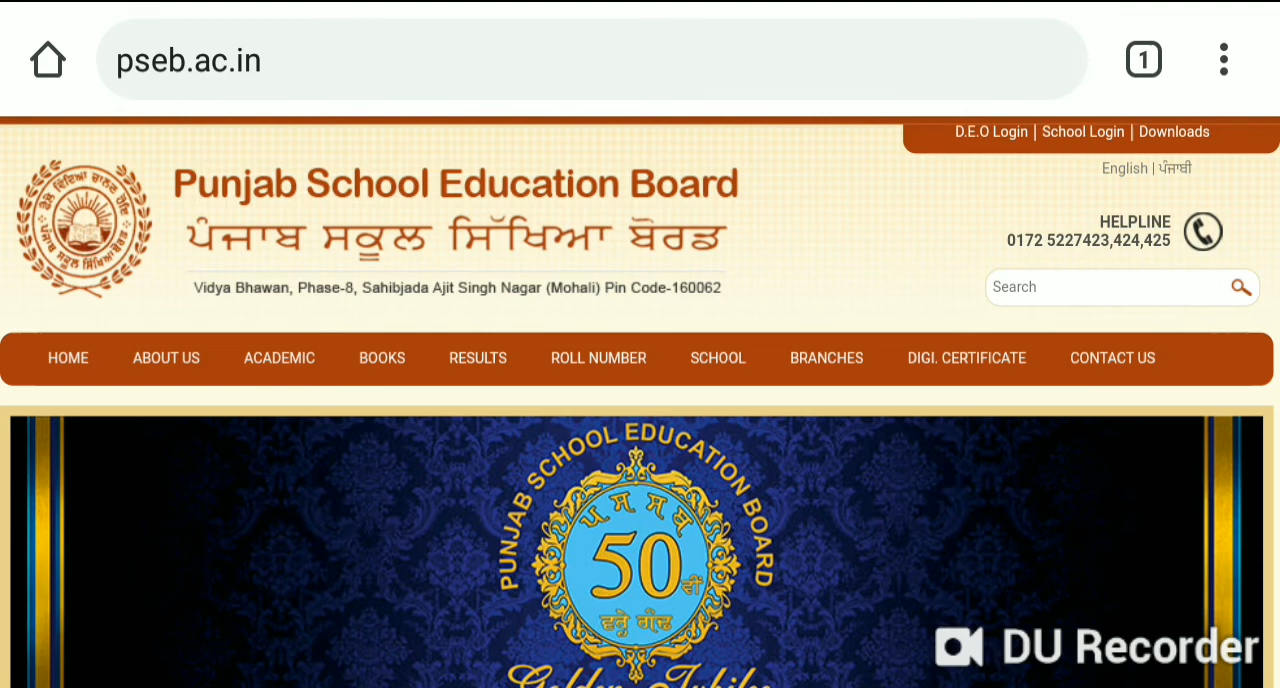 pseb.ac.in
1
D.E.O Login | School Login | Downloads
English | ਪੰਜਾਬੀ
Punjab School Education Board
ਪੰਜਾਬ ਸਕੂਲ ਸਿੱਖਿਆ ਬੋਰਡ
Vidya Bhawan, Phase-8, Sahibjada Ajit Singh Nagar (Mohali) Pin Code-160062
HELPLINE
0172 5227423,424,425
Search
HOME ABOUT US ACADEMIC BOOKS RESULTS ROLL NUMBER SCHOOL BRANCHES DIGI. CERTIFICATE CONTACT US
PUNJAB SCHOOL EDUCATION BOARD
ਪ ਸ ਸ ਬ
50 ਵੀਂ
Golden Jubilee
DU Recorder